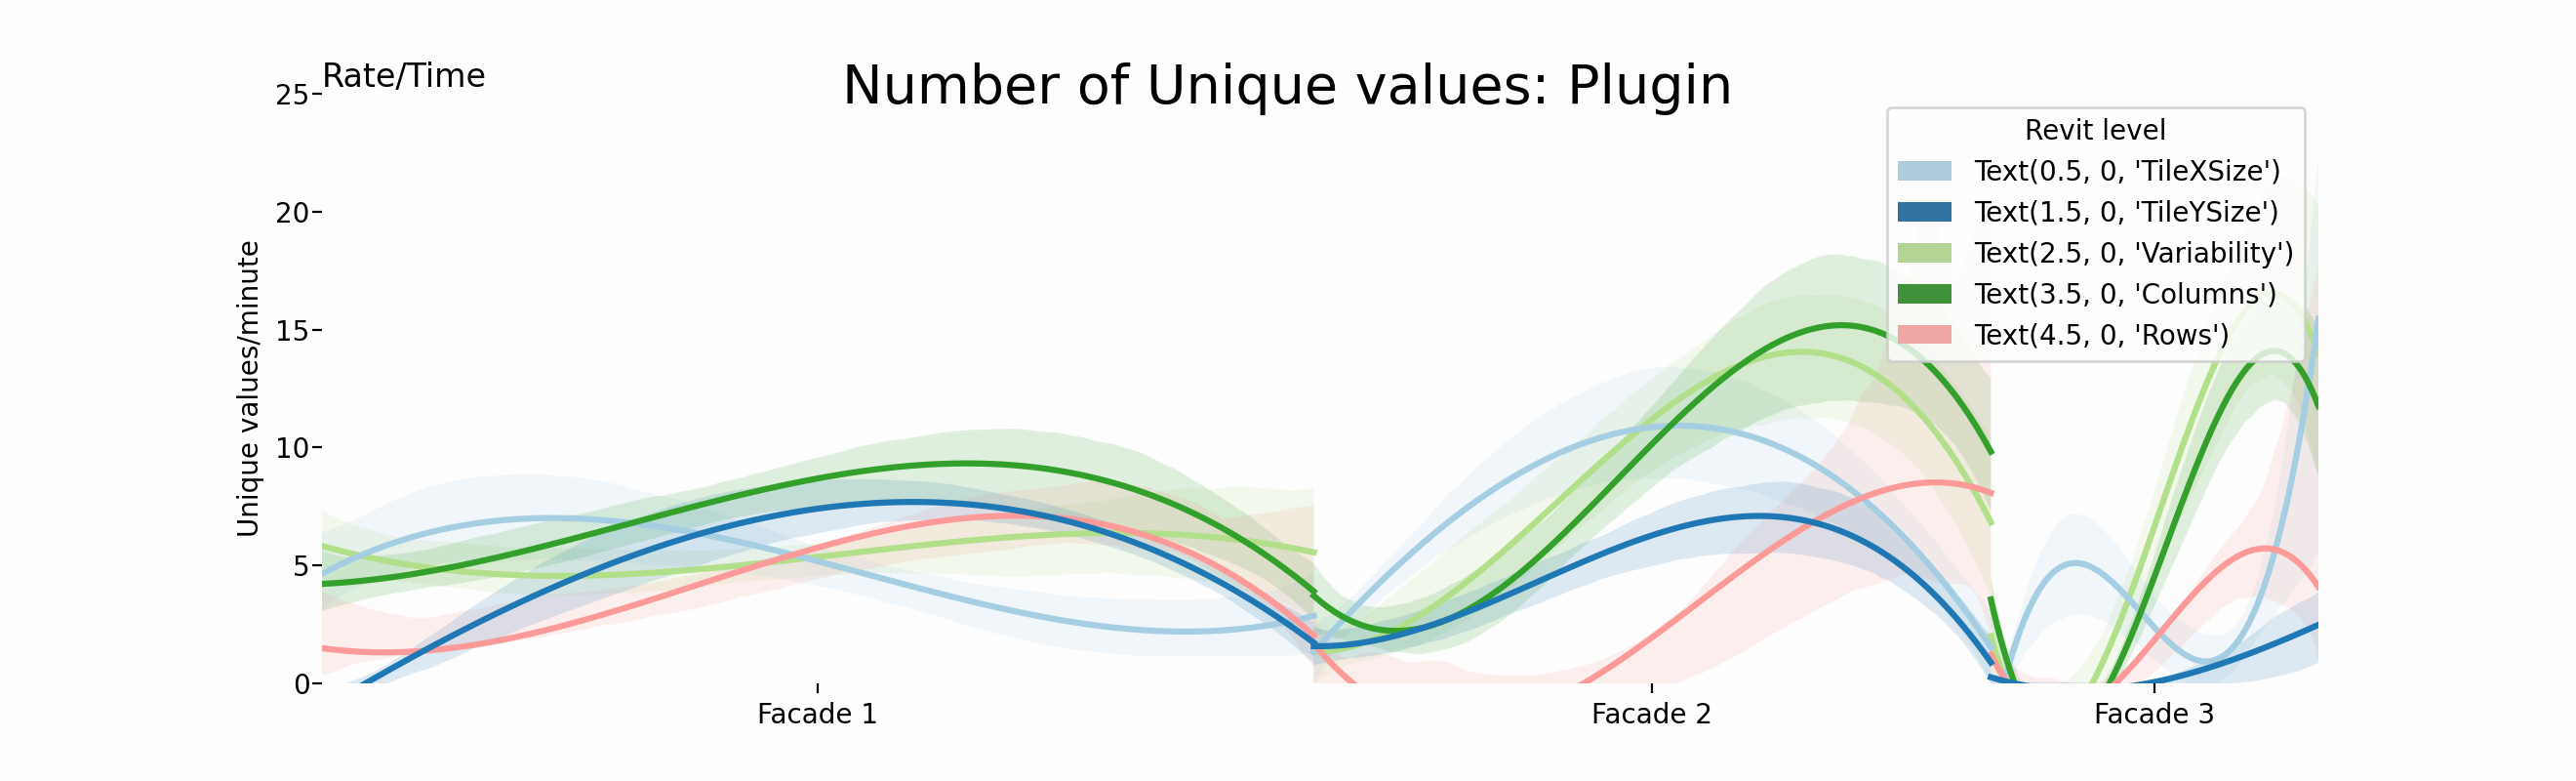 Number of Unique values: Plugin
Rate/Time
Unique values/minute
25
20
15
10
5
0
Facade 1
Facade 2
Facade 3
Revit level
Text(0.5, 0, 'TileXSize')
Text(1.5, 0, 'TileYSize')
Text(2.5, 0, 'Variability')
Text(3.5, 0, 'Columns')
Text(4.5, 0, 'Rows')